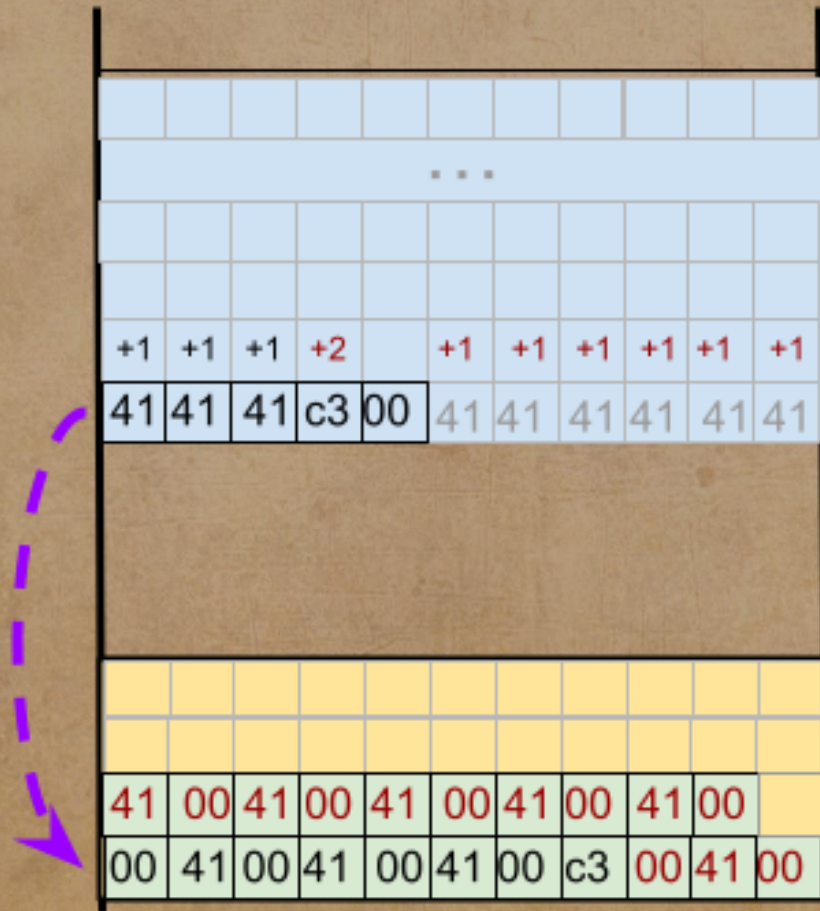 ...
+1 +1 +1 +2 +1 +1 +1 +1 +1 +1
41 41 41 c3 00 41 41 41 41 41 41
41 00 41 00 41 00 41 00 41 00
00 41 00 41 00 41 00 c3 00 41 00